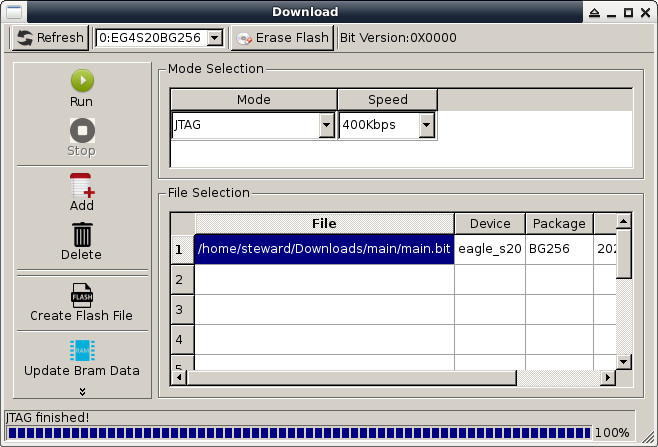 Download
Refresh
0:EG4S20BG256
Erase Flash
Bit Version:0X0000
Run
Stop
Add
Delete
FLASH
Create Flash File
BRAM
Update Bram Data
Mode Selection
Mode Speed
JTAG 400Kbps
File Selection
File Device Package
1 /home/steward/Downloads/main/main.bit eagle_s20 BG256 202
2
3
4
5
JTAG finished!
100%